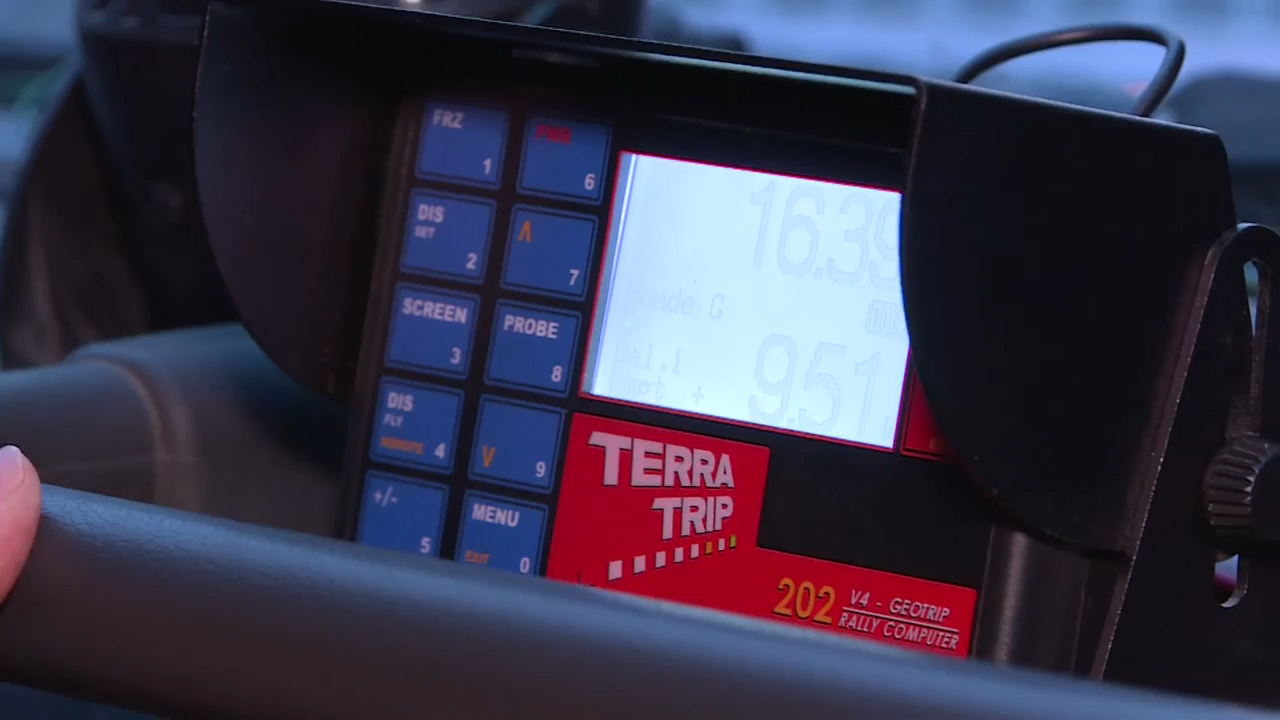 FRZ
1
6
DIS
SET
2
Λ
7
SCREEN
3
PROBE
8
DIS
FLY
4
V
9
+/-
5
MENU
EXIT
0
16.39
9.51
TERRA
TRIP
202
V4 - GEOTRIP
RALLY COMPUTER